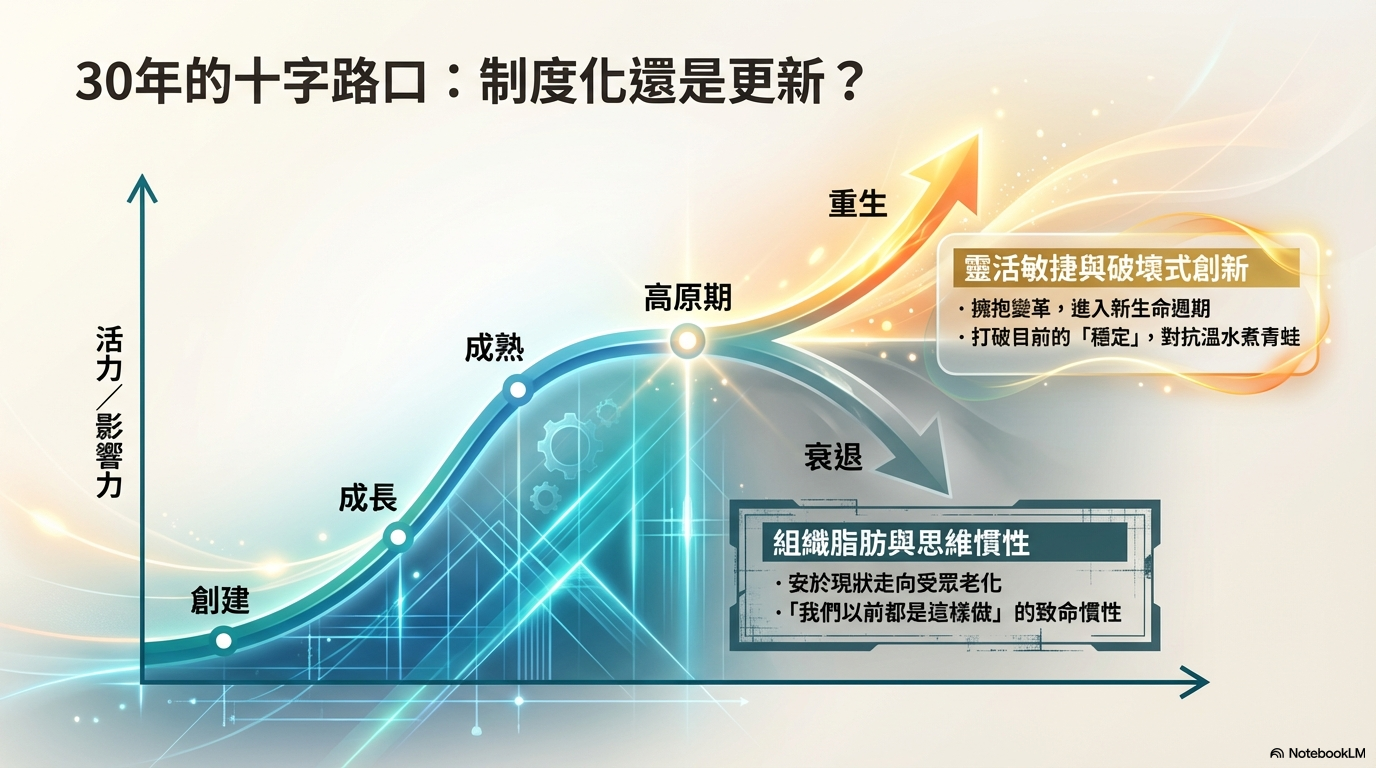 30年的十字路口：制度化還是更新？
活力／影響力
創建
成長
成熟
高原期
重生
靈活敏捷與破壞式創新
・擁抱變革，進入新生命週期
・打破目前的「穩定」，對抗溫水煮青蛙
衰退
組織脂肪與思維慣性
・安於現狀走向受眾老化
・「我們以前都是這樣做」的致命慣性
NotebookLM